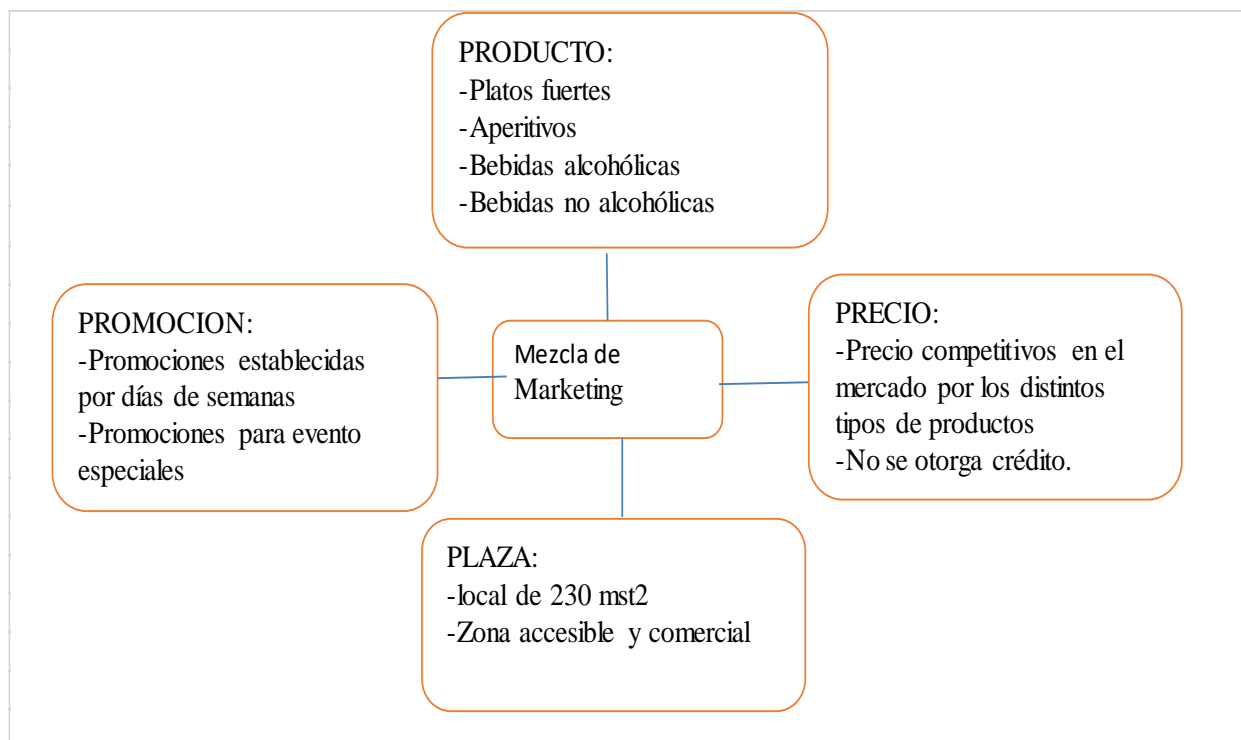 PRODUCTO:
-Platos fuertes
-Aperitivos
-Bebidas alcohólicas
-Bebidas no alcohólicas
PROMOCION:
-Promociones establecidas
por días de semanas
-Promociones para evento
especiales
Mezcla de
Marketing
PRECIO:
-Precio competitivos en el
mercado por los distintos
tipos de productos
-No se otorga crédito.
PLAZA:
-local de 230 mst2
-Zona accesible y comercial